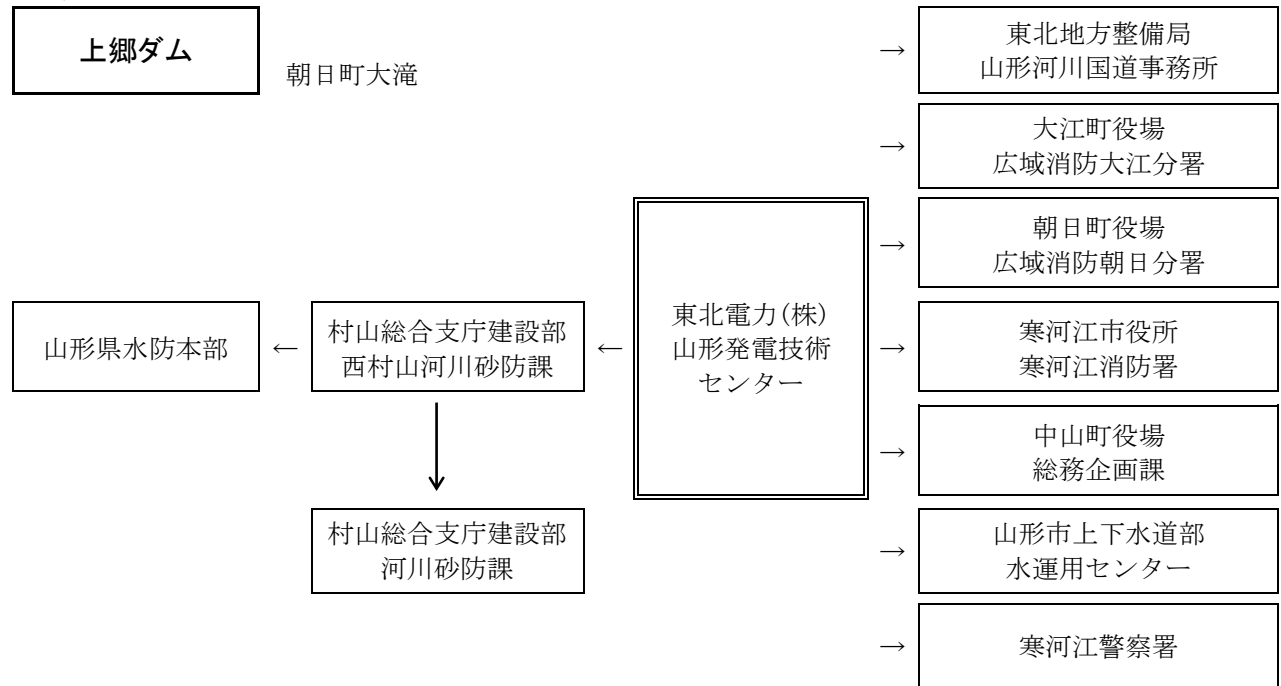 上郷ダム
朝日町大滝
→
東北地方整備局
山形河川国道事務所
→
大江町役場
広域消防大江分署
→
朝日町役場
広域消防朝日分署
山形県水防本部
←
村山総合支庁建設部
西村山河川砂防課
←
東北電力(株)
山形発電技術
センター
→
寒河江市役所
寒河江消防署
→
中山町役場
総務企画課
村山総合支庁建設部
河川砂防課
→
山形市上下水道部
水運用センター
→
寒河江警察署